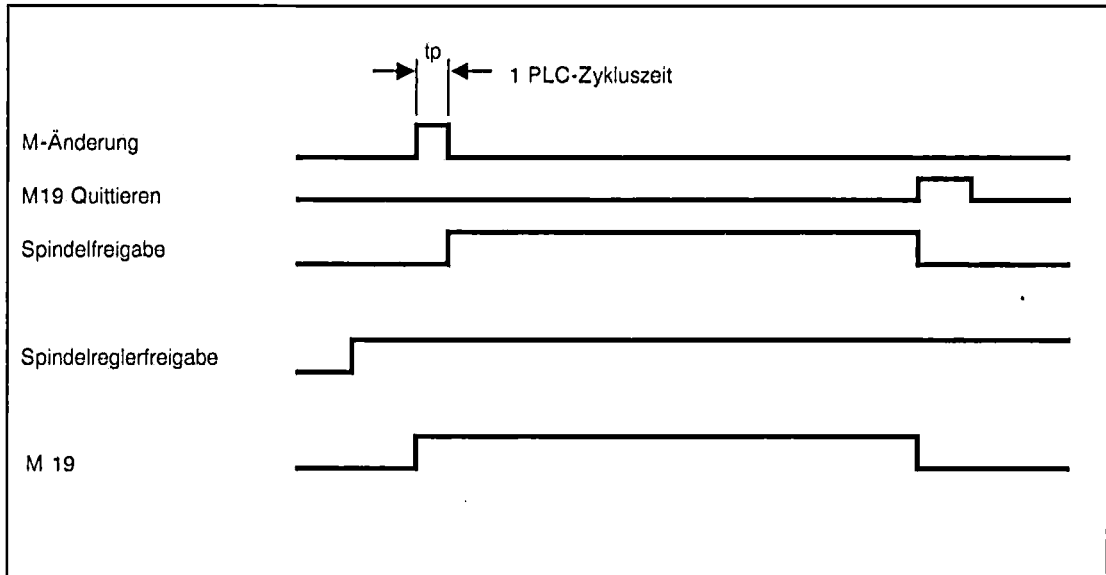 tp
1 PLC-Zykluszeit
M-Änderung
M19 Quittieren
Spindelfreigabe
Spindelreglerfreigabe
M 19